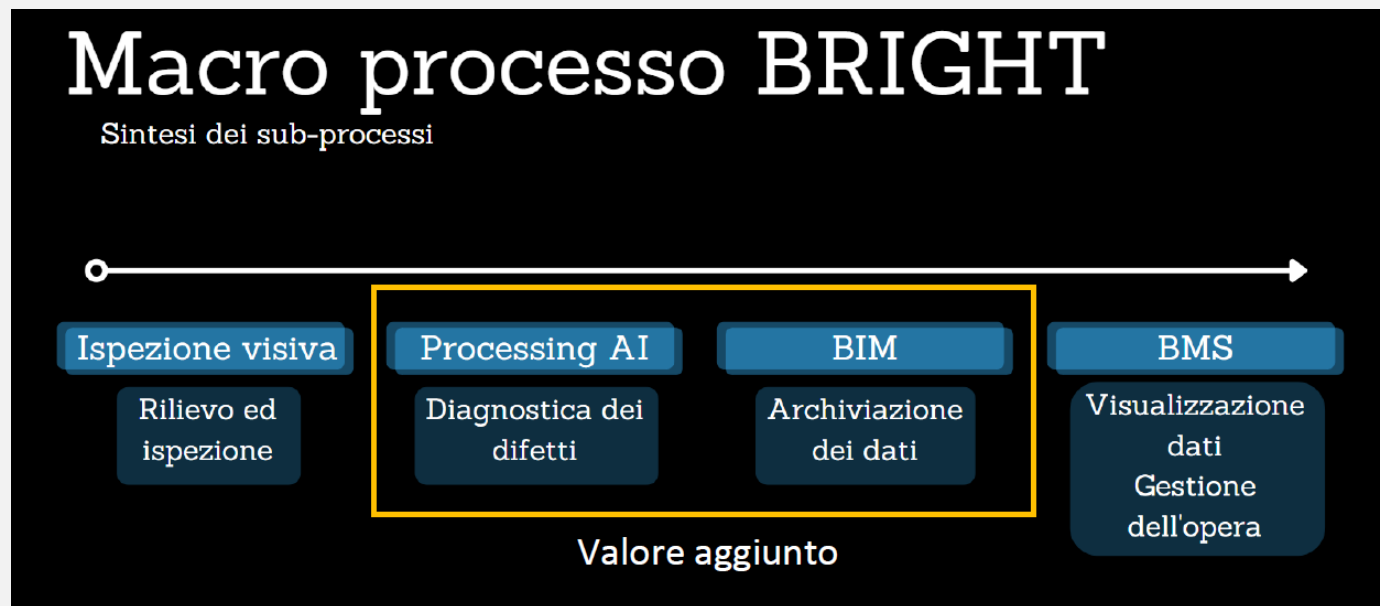 Macro processo BRIGHT
Sintesi dei sub-processi
Ispezione visiva
Rilievo ed
ispezione
Processing AI
Diagnostica dei
difetti
BIM
Archiviazione
dei dati
BMS
Visualizzazione
dati
Gestione
dell'opera
Valore aggiunto